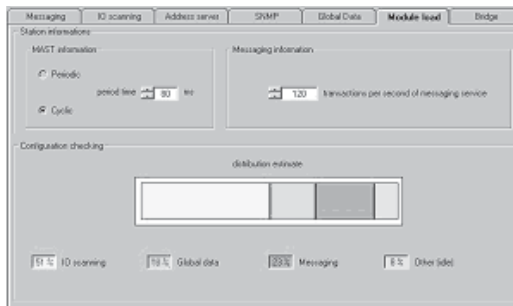 Messaging IO scanning Address server SNMP Global Data Module load Bridge
Station informations
MAST information
Messaging information
Periodic
period time 80 ms
120 transactions per second of messaging service
Cyclic
Configuration checking
distribution estimate
51 % IO scanning 18 % Global data 23 % Messaging 8 % Other (idle)